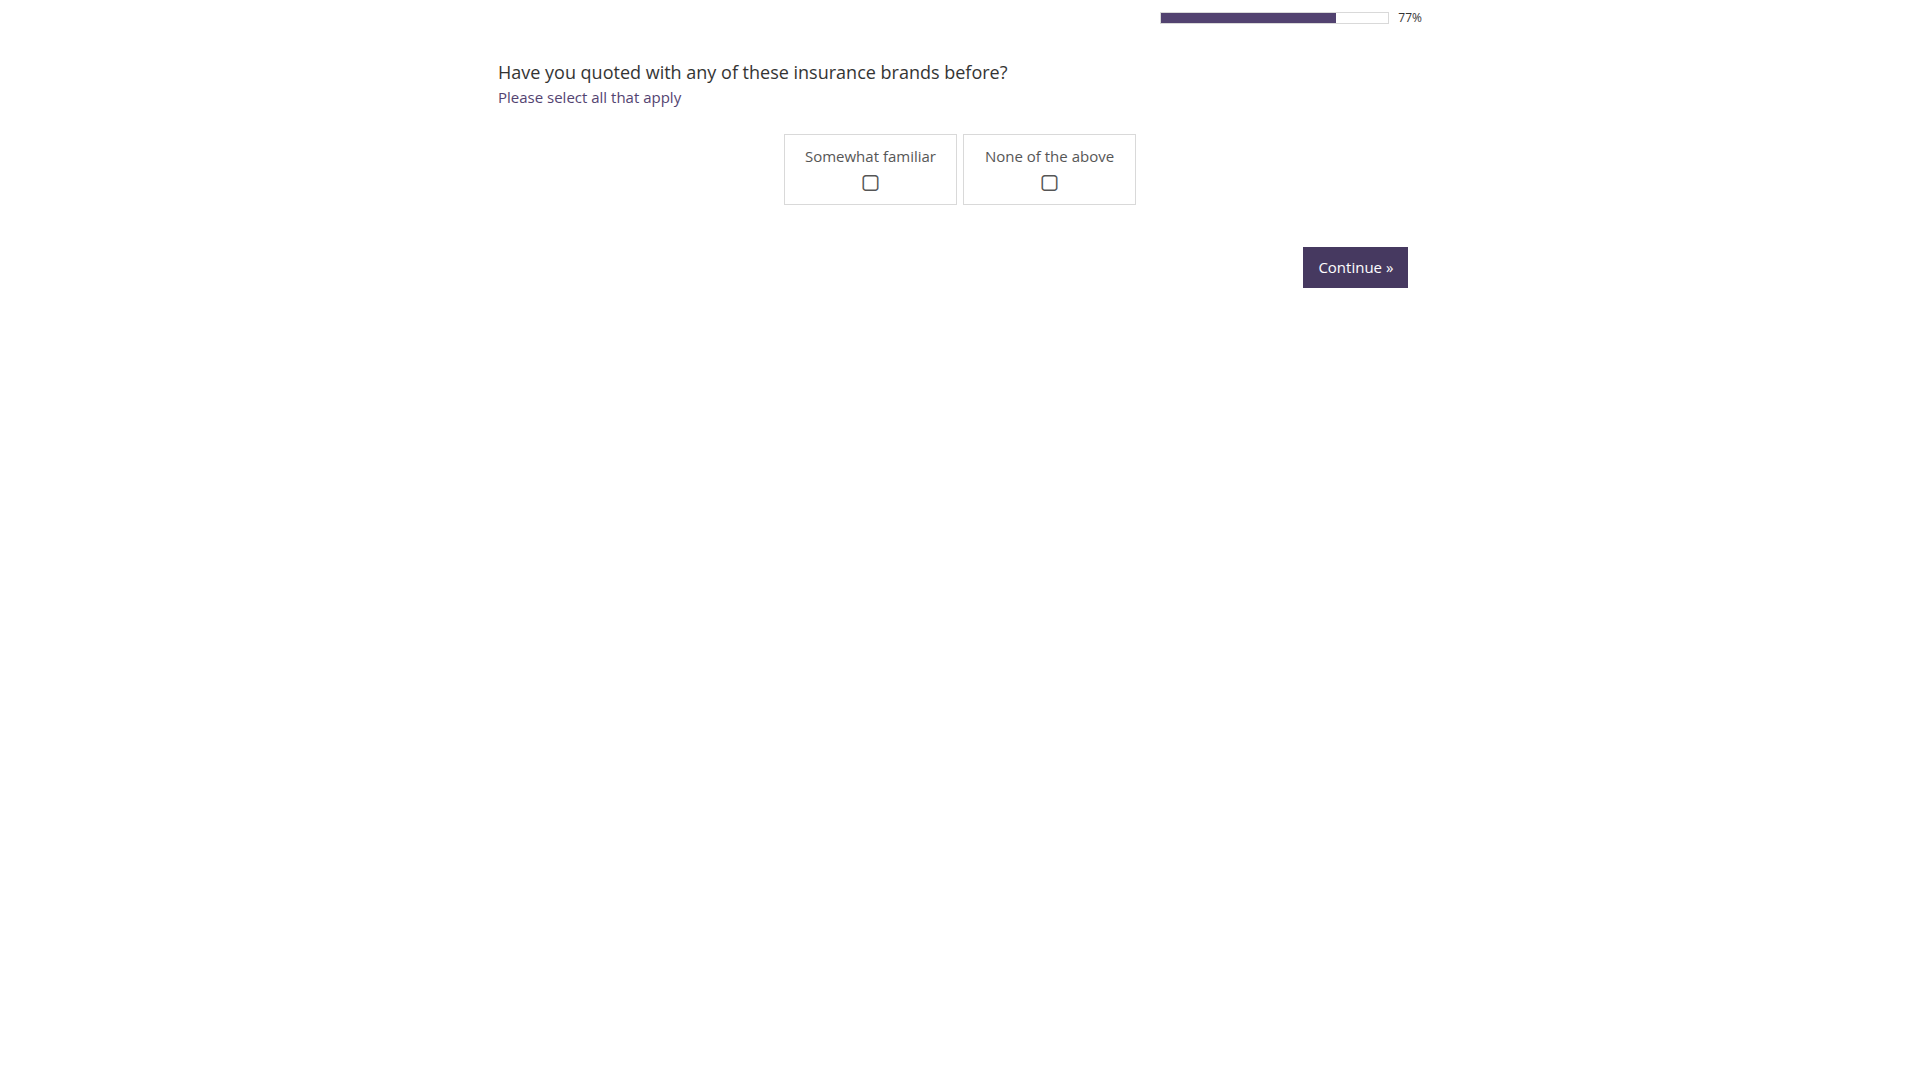 77%
Have you quoted with any of these insurance brands before?
Please select all that apply
Somewhat familiar
None of the above
Continue »